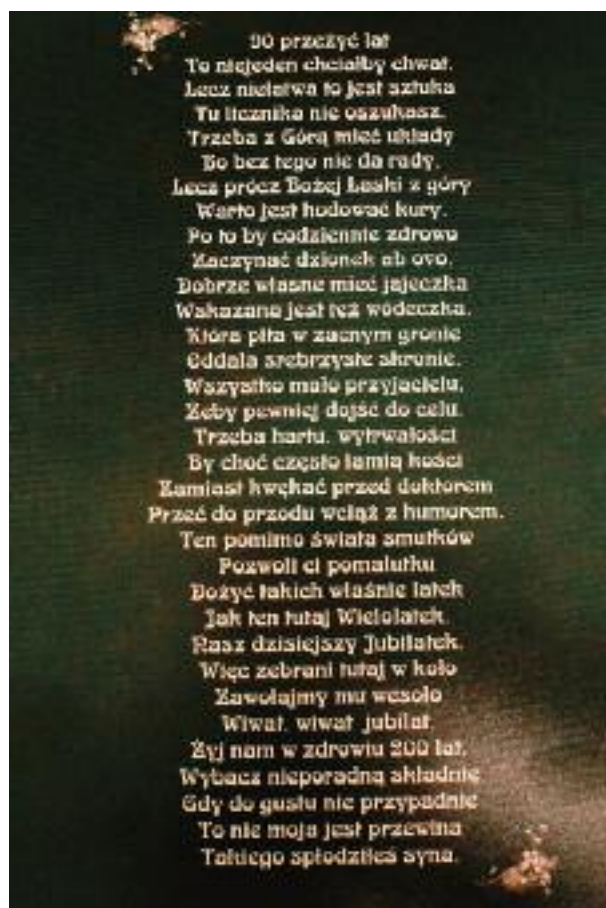 90 przeżyć lat
To niejeden chciałby chwat.
Lecz niełatwa to jest sztuka
Tu licznika nie oszukasz.
Trzeba z Górą mieć układy
Bo bez tego nie da rady.
Lecz prócz Bożej Łaski z góry
Warto jest hodować kury.
Po to by codziennie zdrowo
Zaczynać dzionek ab ovo.
Dobrze własne mieć jajeczka
Wskazana jest też wódeczka.
Która pita w zacnym gronie
Oddala srebrzyste skronie.
Wszystko mało przyjacielu,
Żeby pewniej dojść do celu.
Trzeba hartu, wytrwałości
By choć często łamią kości
Zamiast kwękać przed doktorem
Przeć do przodu wciąż z humorem.
Ten pomimo świata smutków
Pozwoli ci pomalutku
Dożyć takich właśnie latek
Jak ten tutaj Wielolatek.
Nasz dzisiejszy Jubilatek.
Więc zebrani tutaj w koło
Zawołajmy mu wesoło
Wiwat, wiwat jubilat
Żyj nam w zdrowiu 200 lat.
Wybacz nieporadną składnię
Gdy do gustu nie przypadnie
To nie moja jest przewina
Takiego spłodziłeś syna.